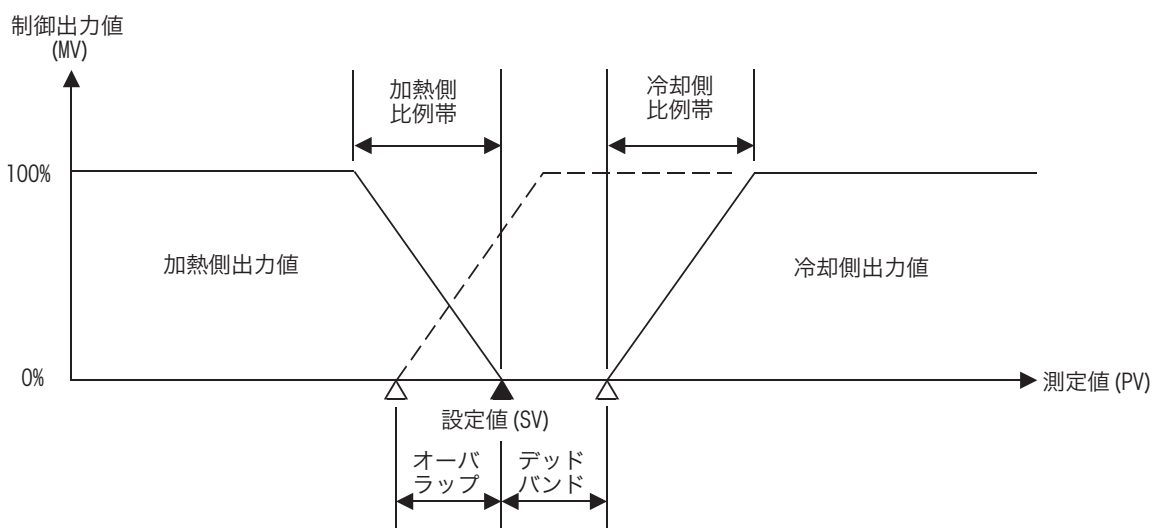 制御出力値
(MV)
加熱側
比例帯
冷却側
比例帯
100%
加熱側出力値
冷却側出力値
0%
測定値 (PV)
設定値 (SV)
オーバ
ラップ
デッド
バンド